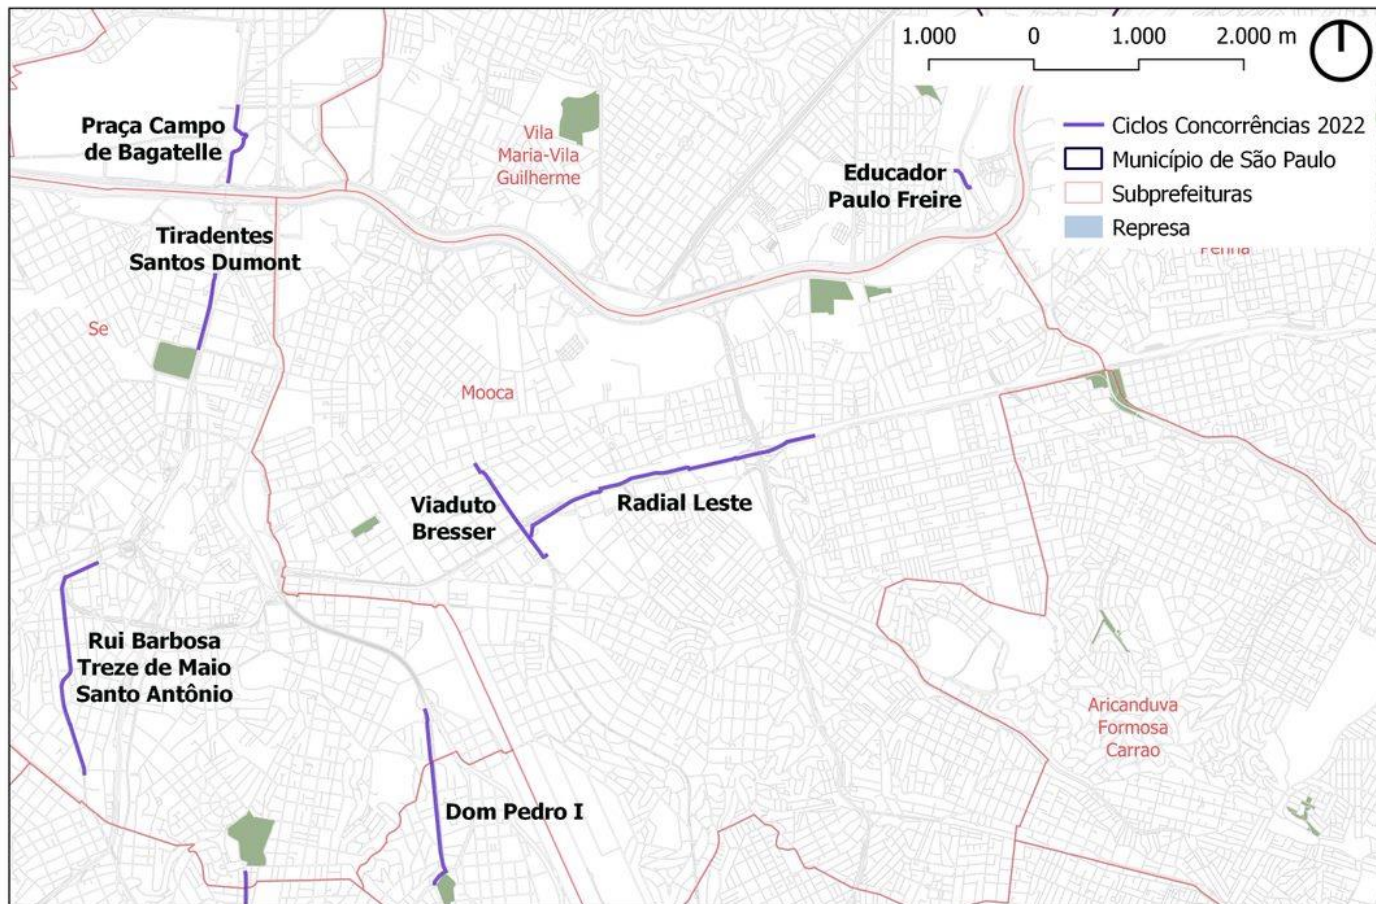 1.000 0 1.000 2.000 m
Ciclos Concorrências 2022
Município de São Paulo
Subprefeituras
Represa
Praça Campo
de Bagatelle
Vila
Maria-Vila
Guilherme
Educador
Paulo Freire
Tiradentes
Santos Dumont
Penha
Se
Mooca
Viaduto
Bresser
Radial Leste
Rui Barbosa
Treze de Maio
Santo Antônio
Aricanduva
Formosa
Carrao
Dom Pedro I